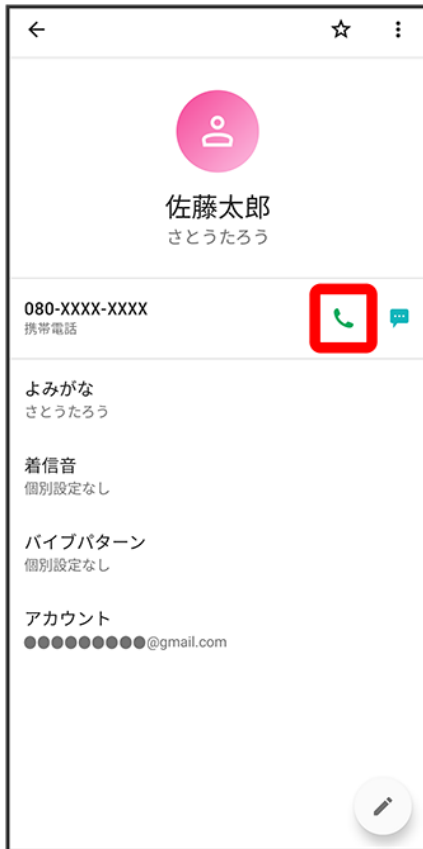 佐藤太郎
さとうたろう
080-XXXX-XXXX
携帯電話
よみがな
さとうたろう
着信音
個別設定なし
バイブパターン
個別設定なし
アカウント
●●●●●●●●●@gmail.com